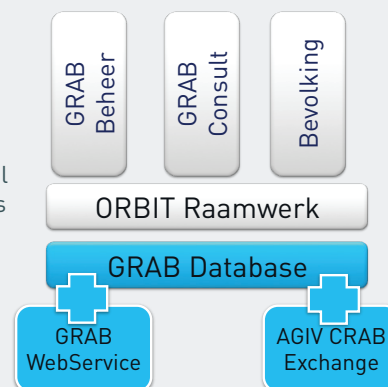 GRAB
Beheer
GRAB
Consult
Bevolking
ORBIT Raamwerk
GRAB Database
GRAB
WebService
AGIV CRAB
Exchange